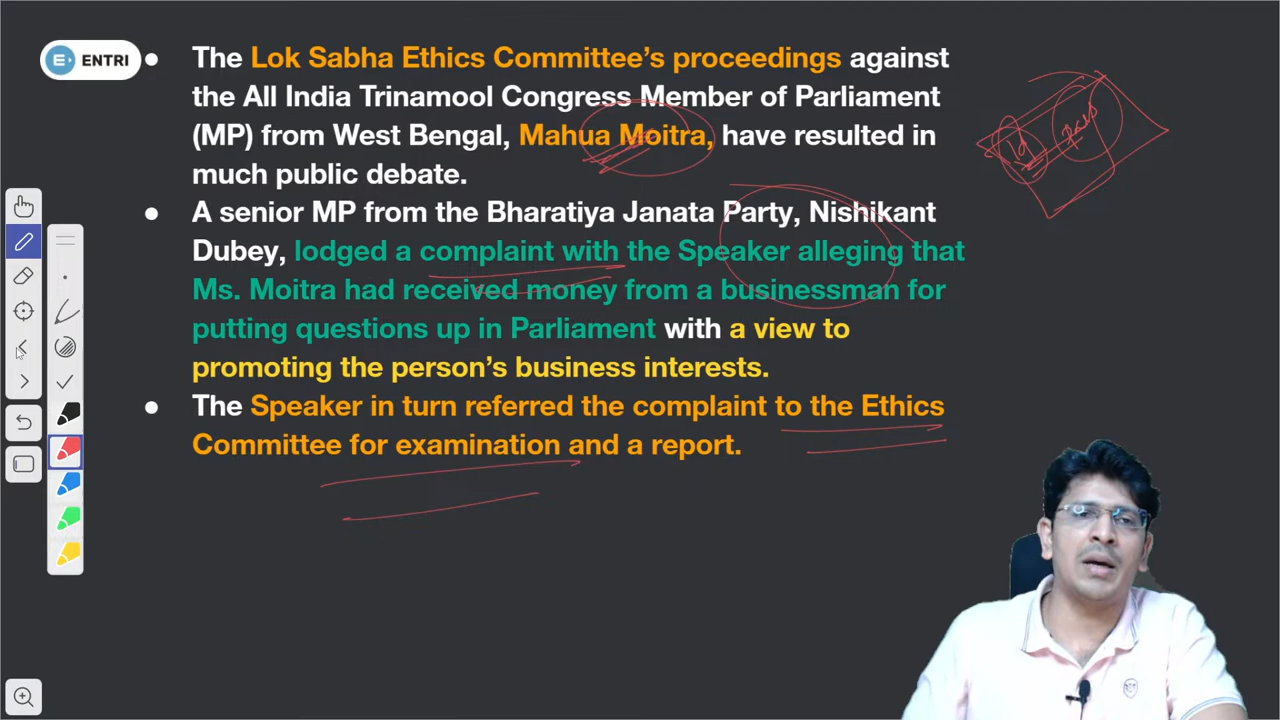 ENTRI
The Lok Sabha Ethics Committee’s proceedings against
the All India Trinamool Congress Member of Parliament
(MP) from West Bengal, Mahua Moitra, have resulted in
much public debate.
A senior MP from the Bharatiya Janata Party, Nishikant
Dubey, lodged a complaint with the Speaker alleging that
Ms. Moitra had received money from a businessman for
putting questions up in Parliament with a view to
promoting the person’s business interests.
The Speaker in turn referred the complaint to the Ethics
Committee for examination and a report.
Id
Pass